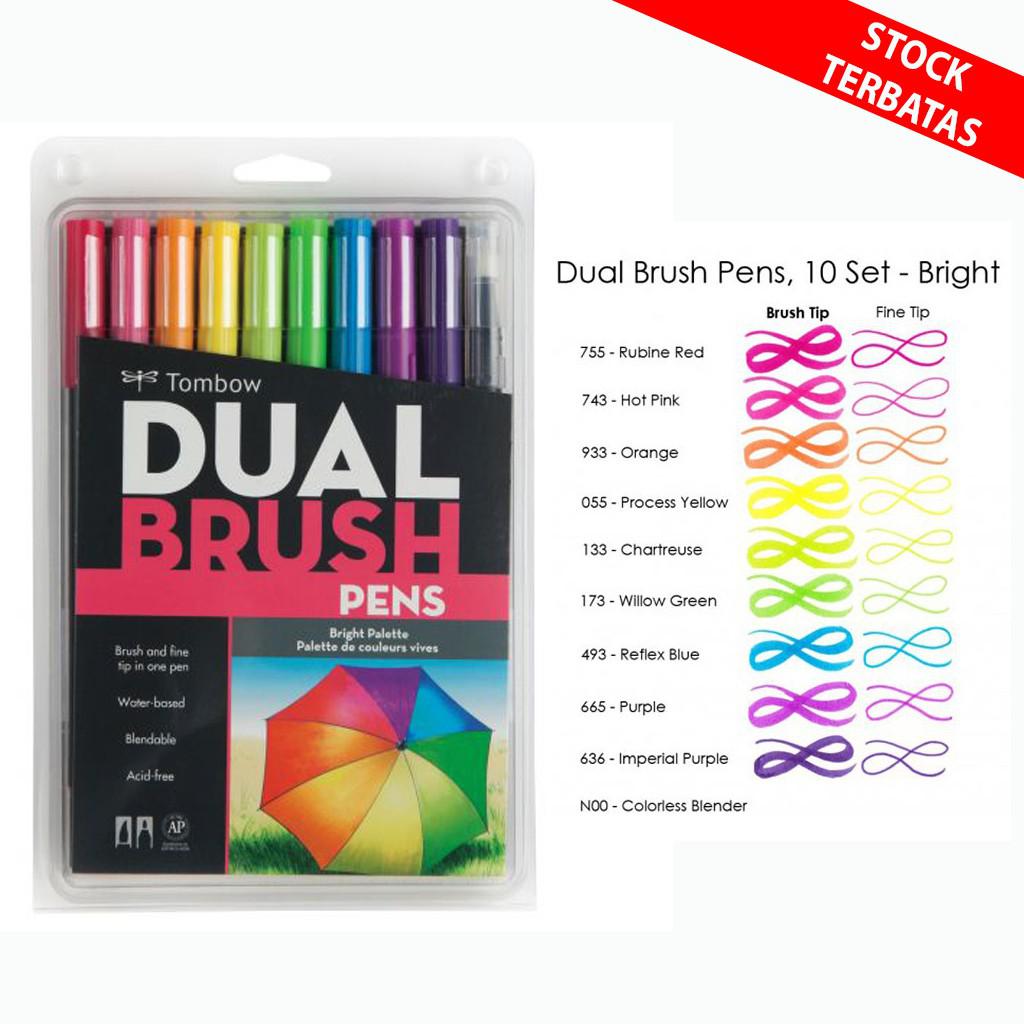 STOCK
TERBATAS
Tombow
DUAL
BRUSH
PENS
Bright Palette
Palette de couleurs vives
Brush and fine
tip in one pen
Water-based
Blendable
Acid-free
AP
Dual Brush Pens, 10 Set - Bright
Brush Tip Fine Tip
755 - Rubine Red
743 - Hot Pink
933 - Orange
055 - Process Yellow
133 - Chartreuse
173 - Willow Green
493 - Reflex Blue
665 - Purple
636 - Imperial Purple
N00 - Colorless Blender